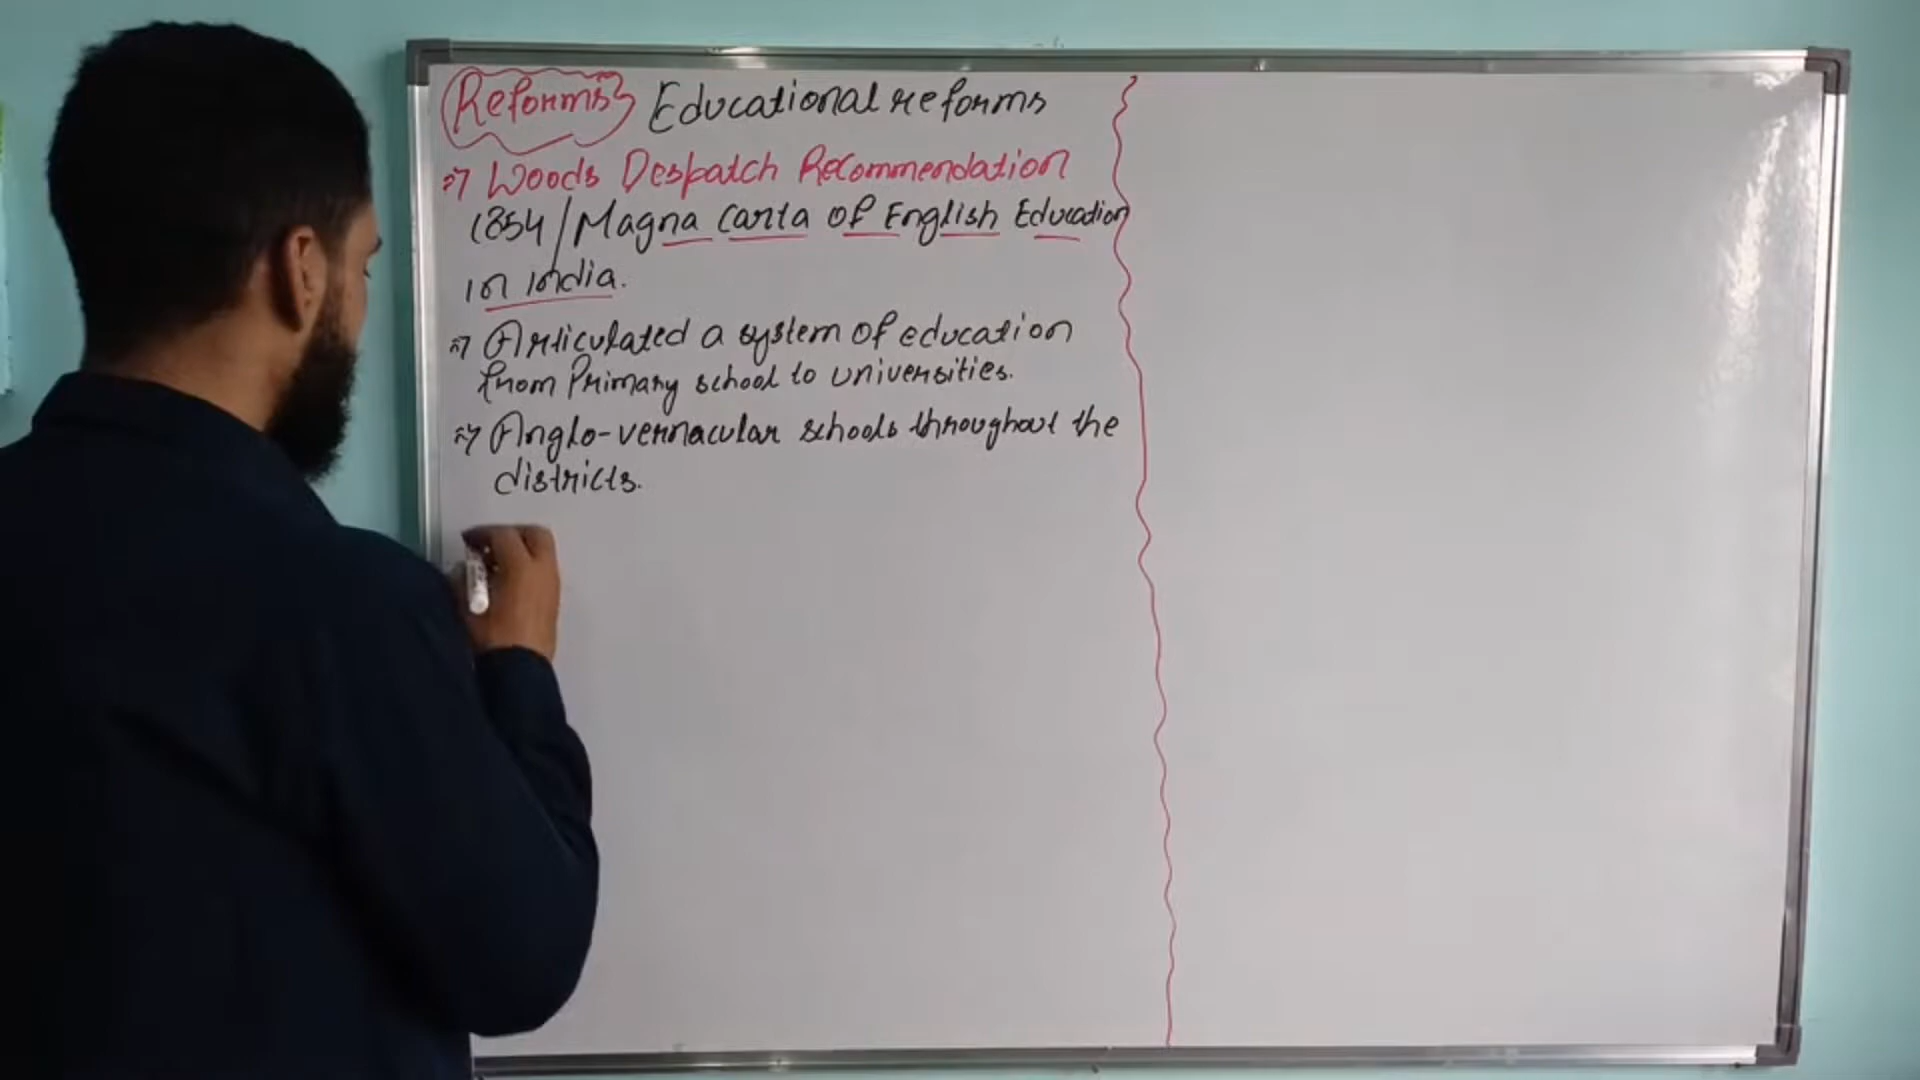 Reforms Educational reforms
⇒ Woods Despatch Recommendation
1854/Magna Carta of English Education
in India.
⇒ Articulated a system of education
from Primary school to universities.
⇒ Anglo-vernacular schools throughout the
districts.